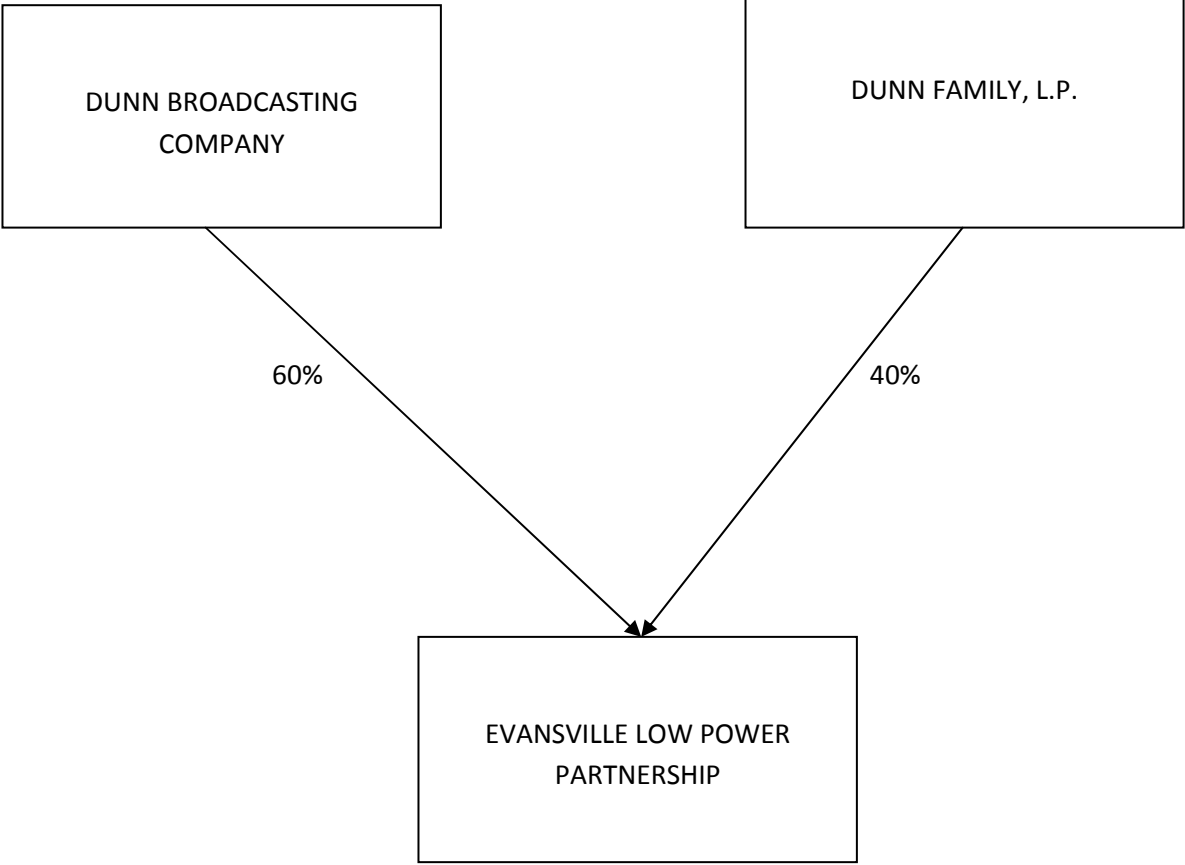 DUNN BROADCASTING
COMPANY
DUNN FAMILY, L.P.
60%
40%
EVANSVILLE LOW POWER
PARTNERSHIP